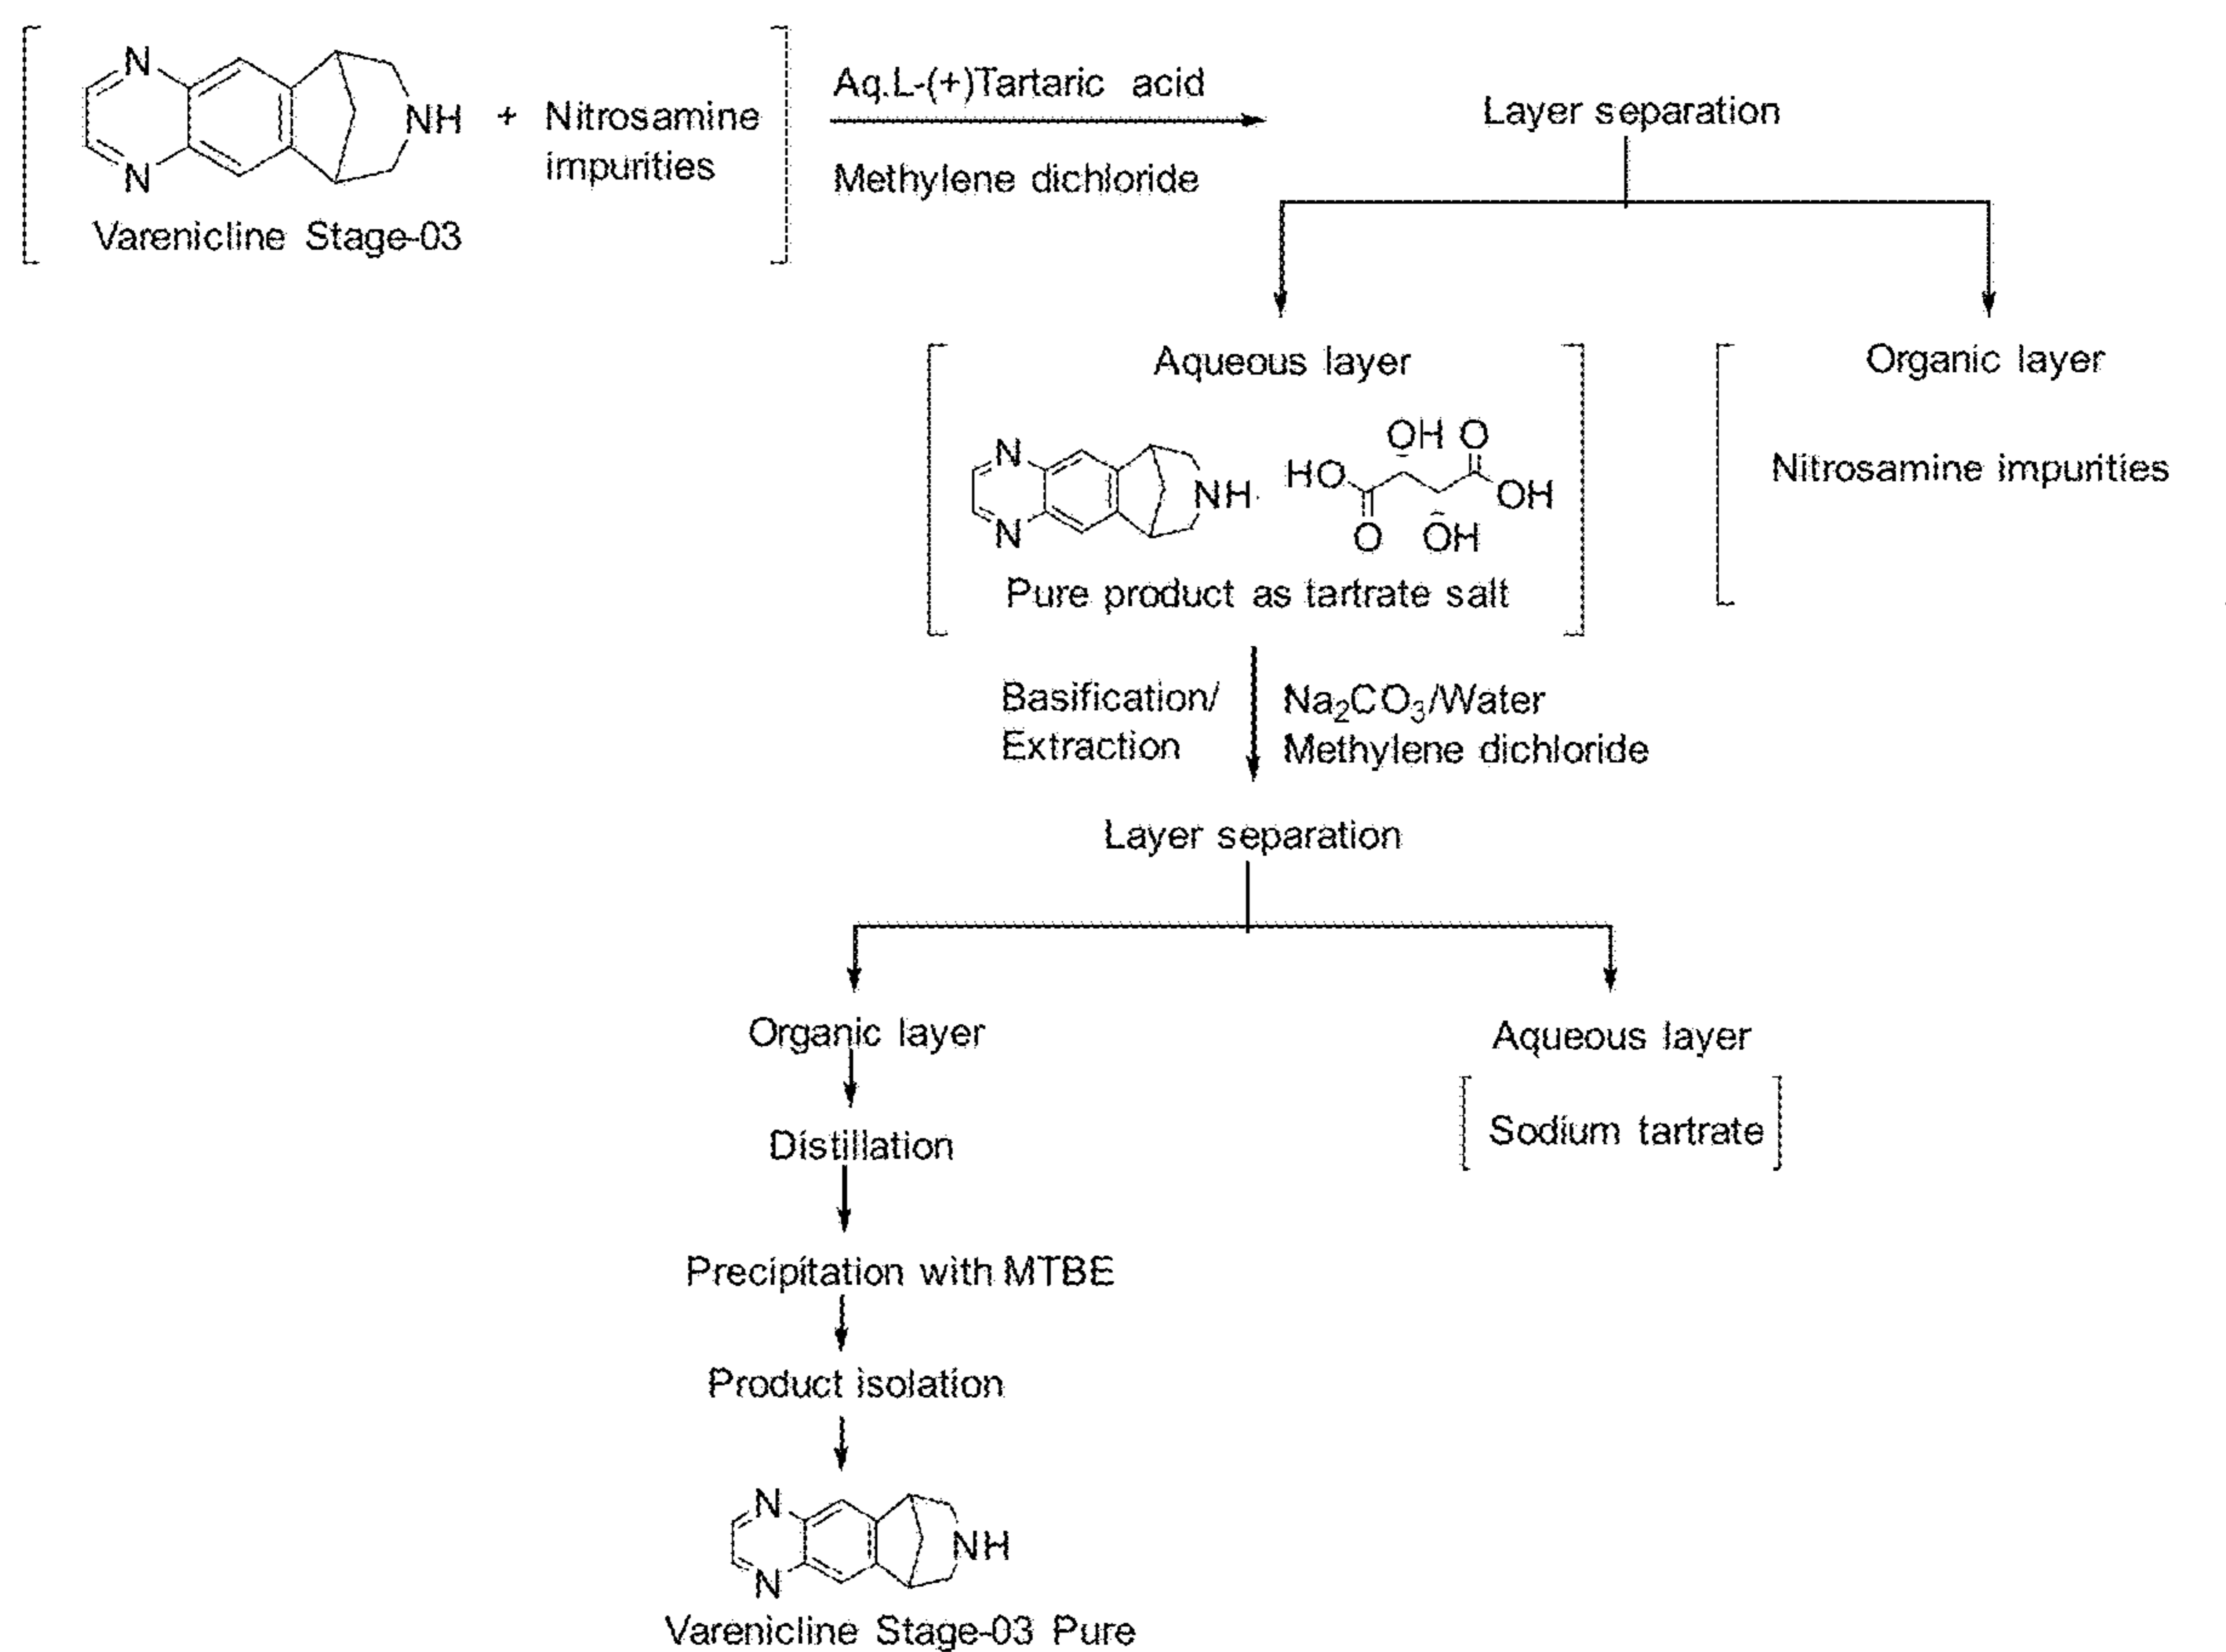 N
N
NH
+ Nitrosamine
impurities
Varenicline Stage-03
Aq.L-(+)Tartaric acid
Methylene dichloride
Layer separation
Aqueous layer
N
N
NH.
HO
O
OH
OH
O
OH
Pure product as tartrate salt
Organic layer
Nitrosamine impurities
Basification/
Extraction
Na₂CO₃/Water
Methylene dichloride
Layer separation
Organic layer
Aqueous layer
Sodium tartrate
Distillation
Precipitation with MTBE
Product isolation
N
N
NH
Varenicline Stage-03 Pure